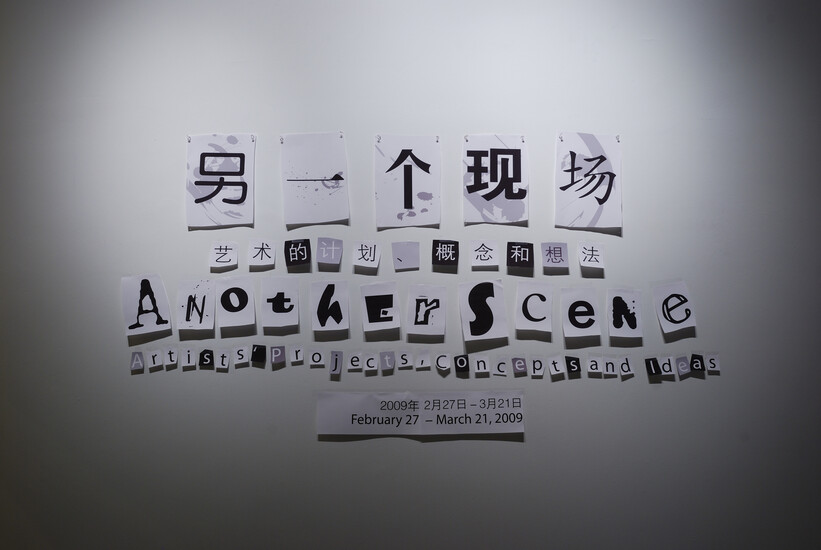 另一个现场
艺术的计划、概念和想法
AnotherScene
Artists' Projects, Concepts and Ideas
2009年 2月27日 – 3月21日
February 27 – March 21, 2009